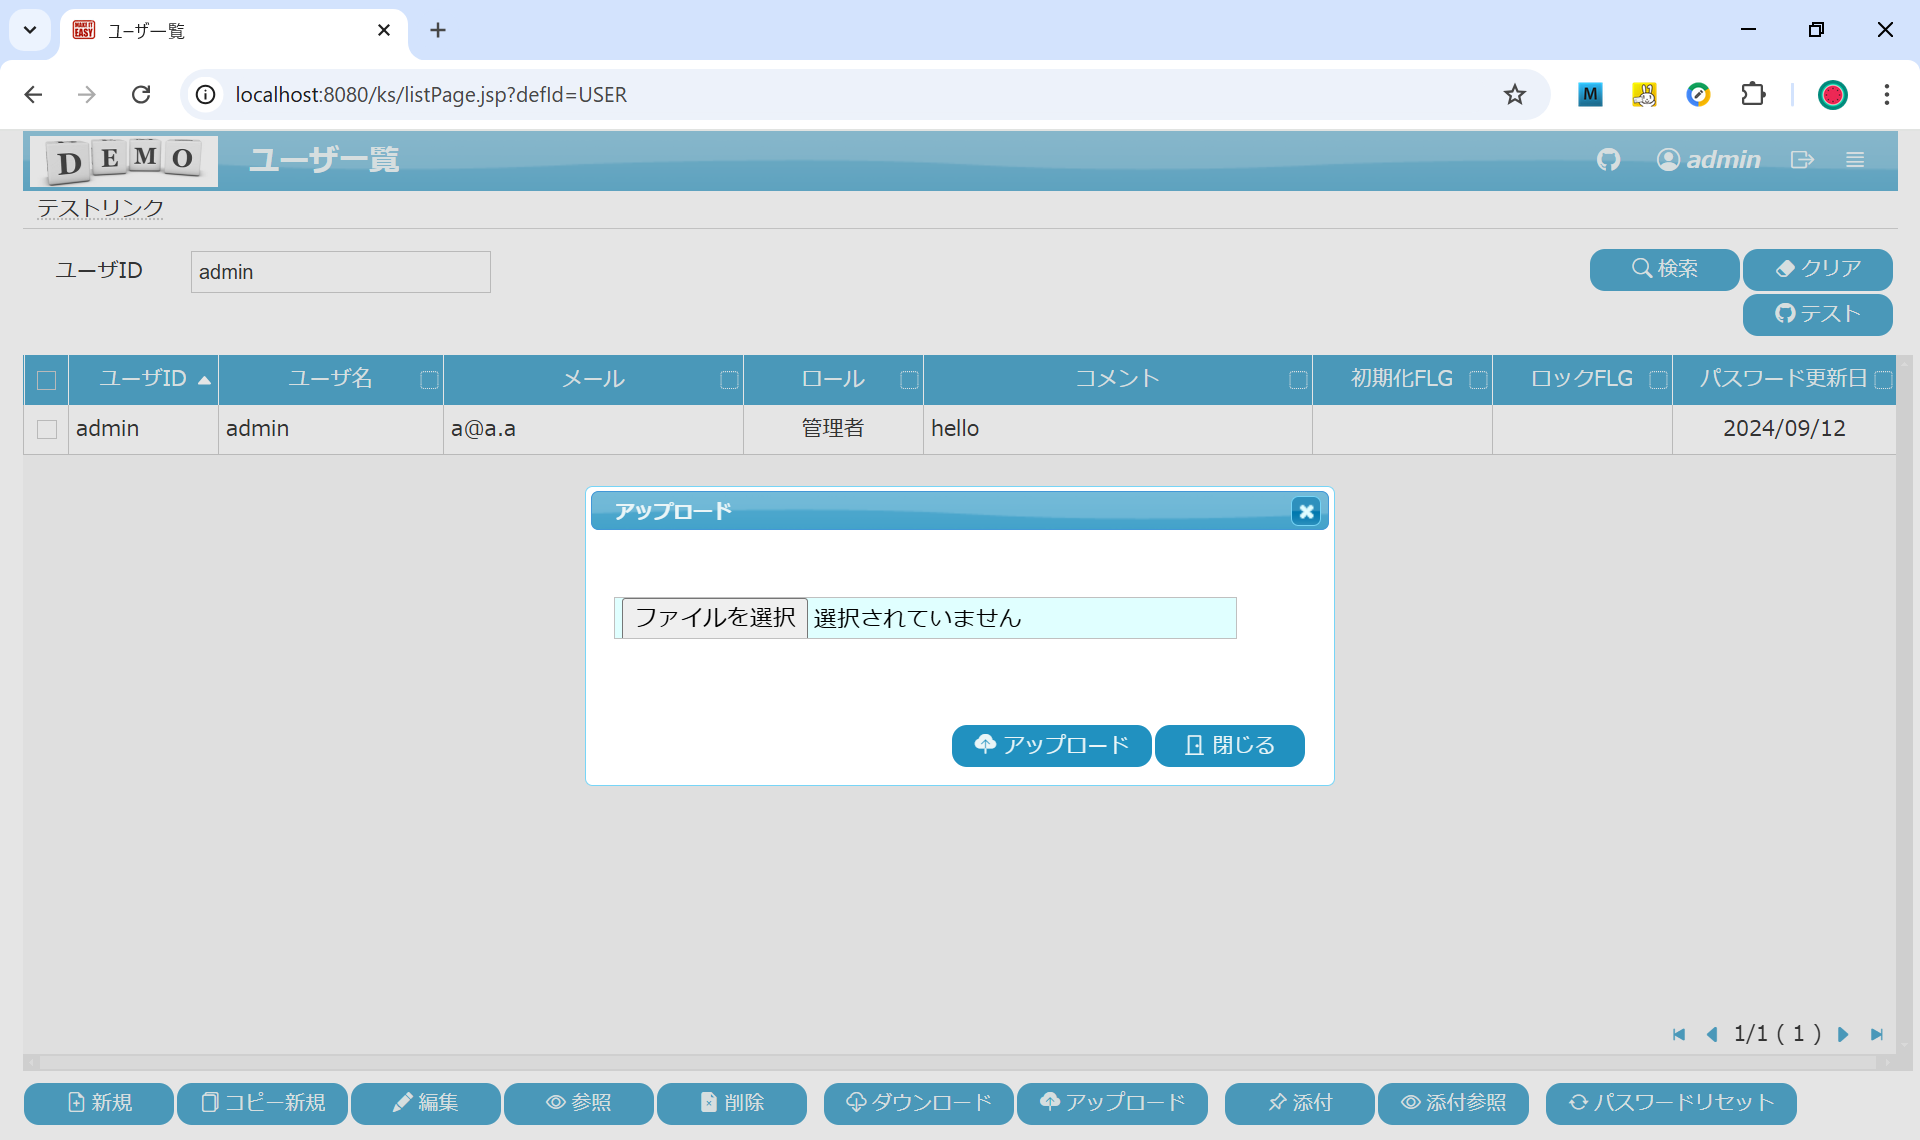 MAKE IT EASY ユーザ一覧
localhost:8080/ks/listPage.jsp?defId=USER M
DEMO ユーザ一覧 admin
テストリンク
ユーザID admin 検索 クリア
テスト
ユーザID ユーザ名 メール ロール コメント 初期化FLG ロックFLG パスワード更新日
admin admin a@a.a 管理者 hello 2024/09/12
アップロード
ファイルを選択 選択されていません
アップロード 閉じる
1/1 ( 1 )
新規 コピー新規 編集 参照 削除 ダウンロード アップロード 添付 添付参照 パスワードリセット